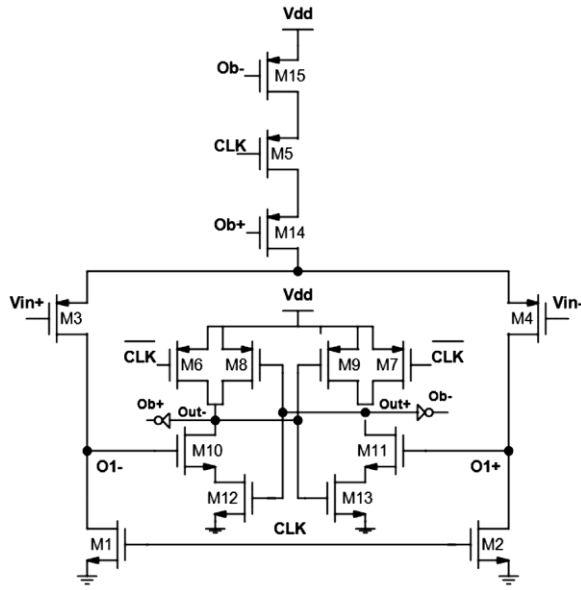 Vdd
Ob-
M15
CLK
M5
Ob+
M14
Vin+
M3
Vdd
M4
Vin-
CLK
M6
M8
M9
M7
CLK
Ob+
Out-
Out+
Ob-
M10
M11
O1-
O1+
M12
M13
CLK
M1
M2